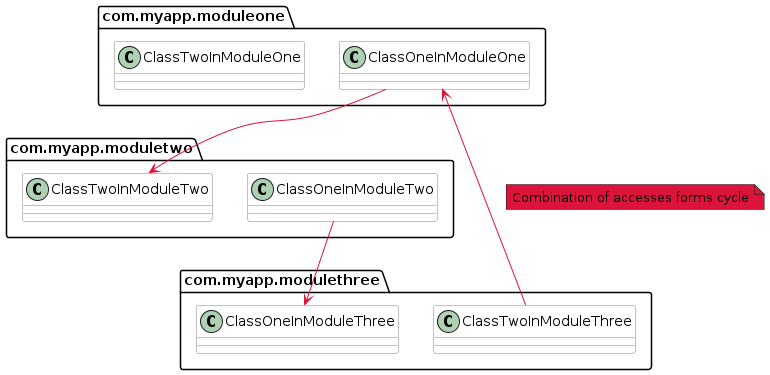 com.myapp.moduleone
C ClassTwoInModuleOne
C ClassOneInModuleOne
com.myapp.moduletwo
C ClassTwoInModuleTwo
C ClassOneInModuleTwo
Combination of accesses forms cycle
com.myapp.modulethree
C ClassOneInModuleThree
C ClassTwoInModuleThree